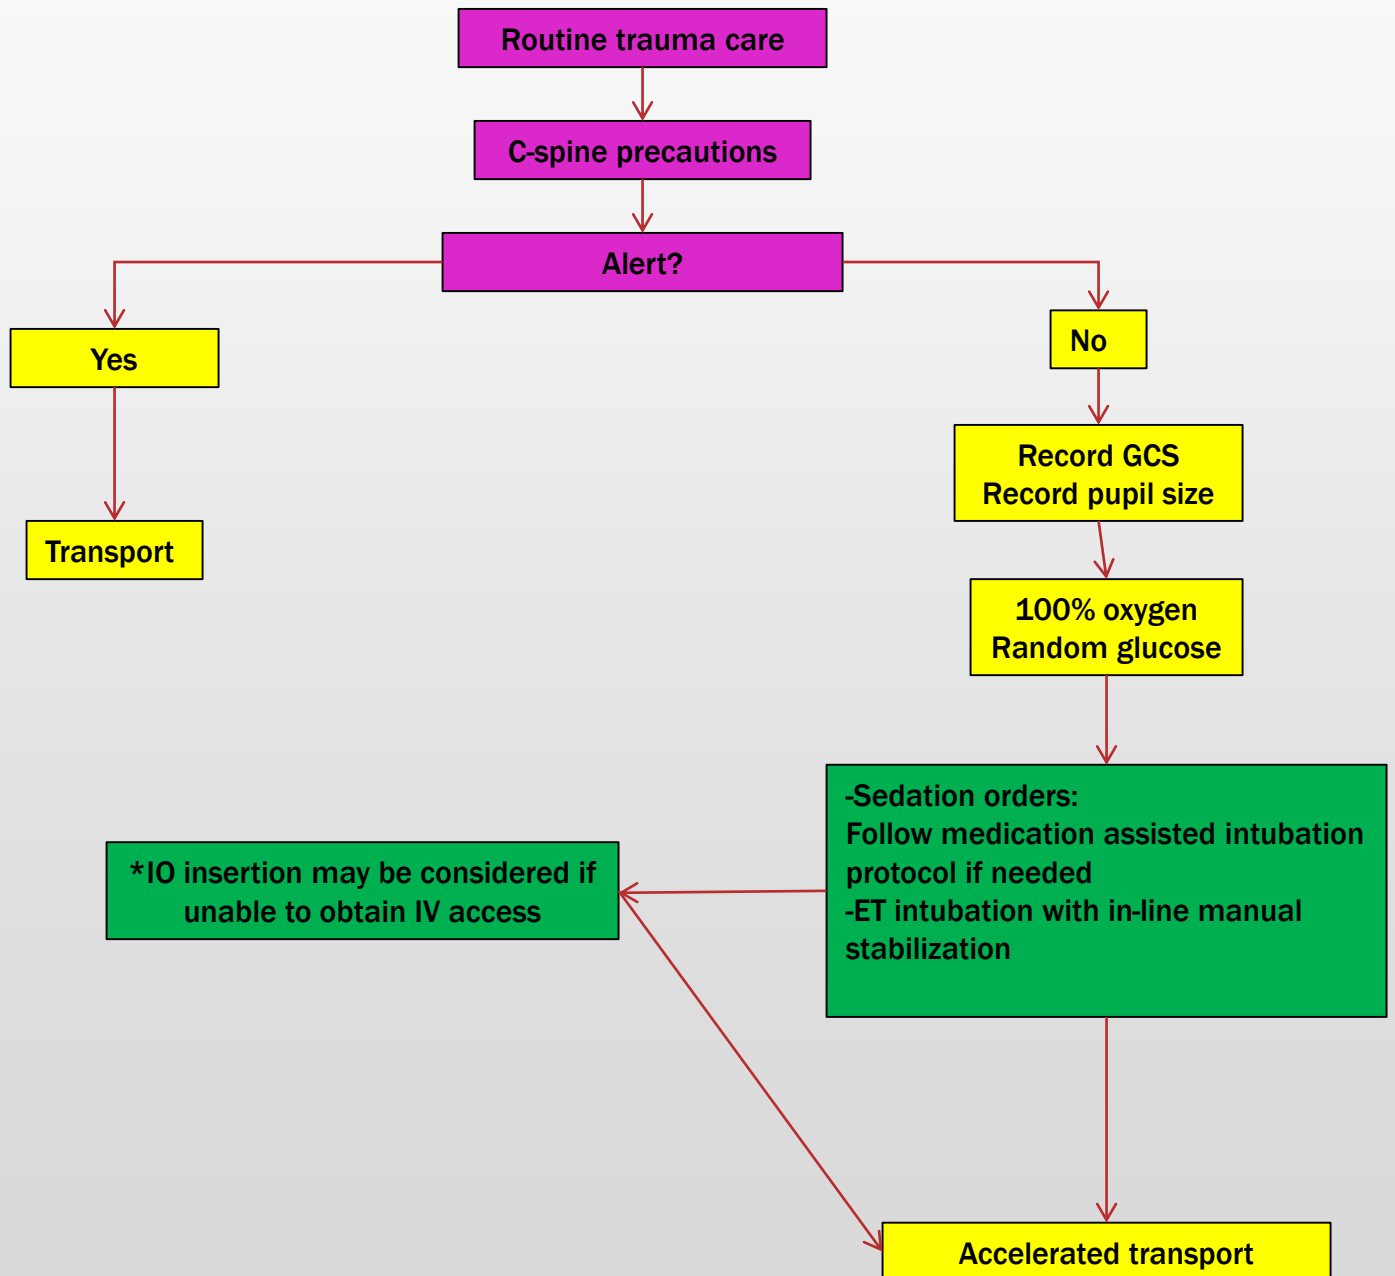 Routine trauma care
C-spine precautions
Alert?
Yes
Transport
No
Record GCS
Record pupil size
100% oxygen
Random glucose
-Sedation orders:
Follow medication assisted intubation
protocol if needed
-ET intubation with in-line manual
stabilization
*IO insertion may be considered if
unable to obtain IV access
Accelerated transport